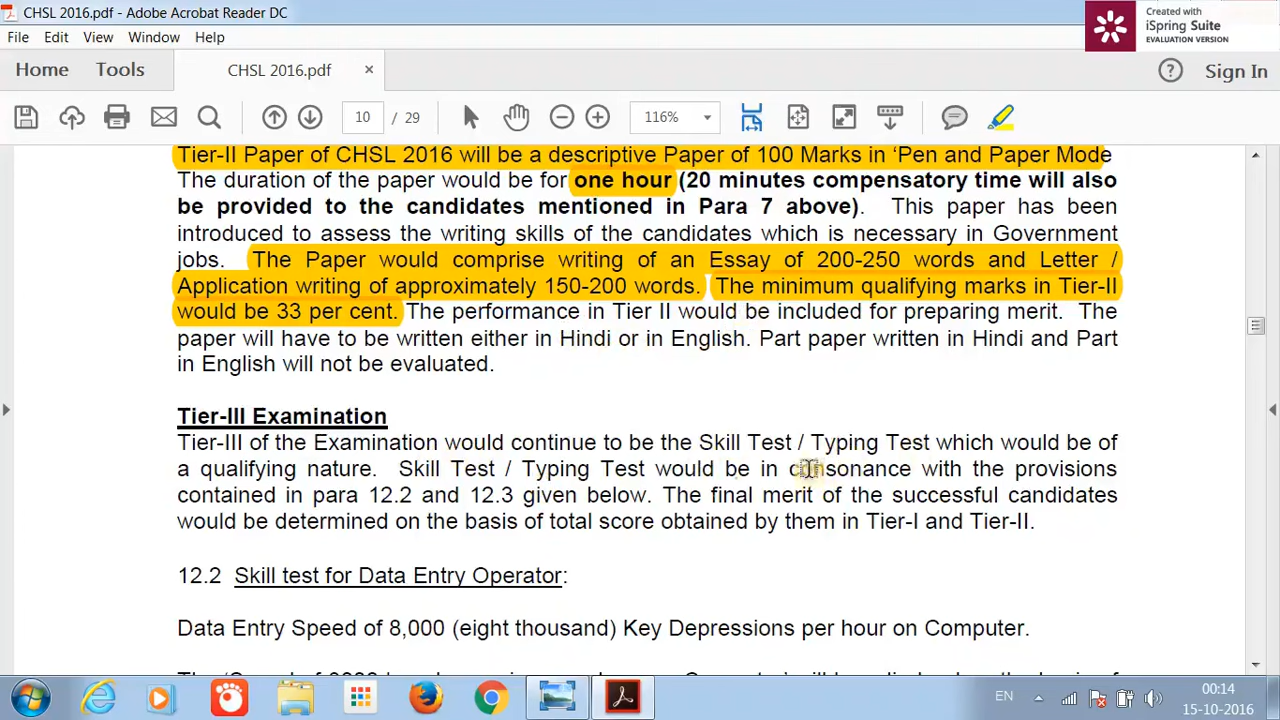 CHSL 2016.pdf - Adobe Acrobat Reader DC
Created with
iSpring Suite
EVALUATION VERSION
File Edit View Window Help
Home Tools CHSL 2016.pdf × Sign In
10 / 29 116%
Tier-II Paper of CHSL 2016 will be a descriptive Paper of 100 Marks in ‘Pen and Paper Mode
The duration of the paper would be for one hour (20 minutes compensatory time will also
be provided to the candidates mentioned in Para 7 above). This paper has been
introduced to assess the writing skills of the candidates which is necessary in Government
jobs. The Paper would comprise writing of an Essay of 200-250 words and Letter /
Application writing of approximately 150-200 words. The minimum qualifying marks in Tier-II
would be 33 per cent. The performance in Tier II would be included for preparing merit. The
paper will have to be written either in Hindi or in English. Part paper written in Hindi and Part
in English will not be evaluated.
Tier-III Examination
Tier-III of the Examination would continue to be the Skill Test / Typing Test which would be of
a qualifying nature. Skill Test / Typing Test would be in consonance with the provisions
contained in para 12.2 and 12.3 given below. The final merit of the successful candidates
would be determined on the basis of total score obtained by them in Tier-I and Tier-II.
12.2 Skill test for Data Entry Operator:
Data Entry Speed of 8,000 (eight thousand) Key Depressions per hour on Computer.
EN 00:14
15-10-2016